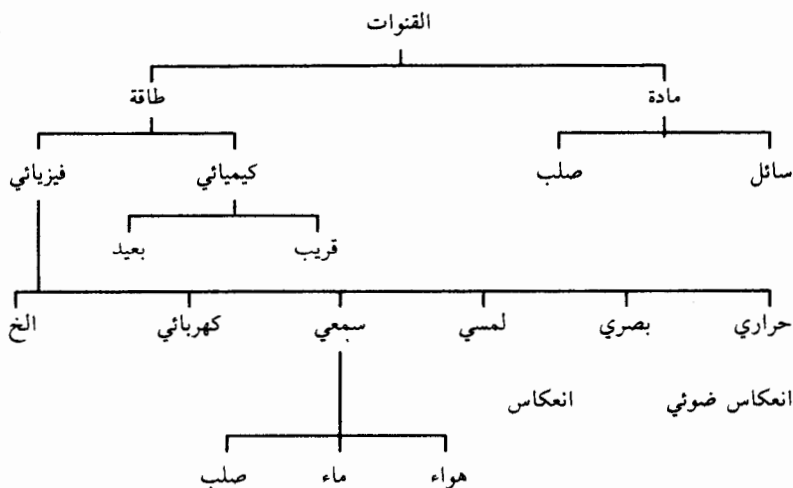 القنوات
مادة طاقة
سائل صلب كيميائي فيزيائي
قريب بعيد
حراري بصري لمسي سمعي كهربائي الخ
انعكاس ضوئي انعكاس
هواء ماء صلب